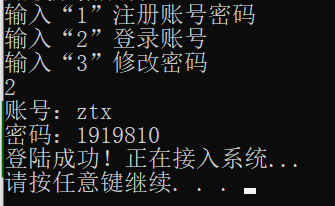 输入“1”注册账号密码
输入“2”登录账号
输入“3”修改密码
2
账号：ztx
密码：1919810
登陆成功！正在接入系统...
请按任意键继续. . .